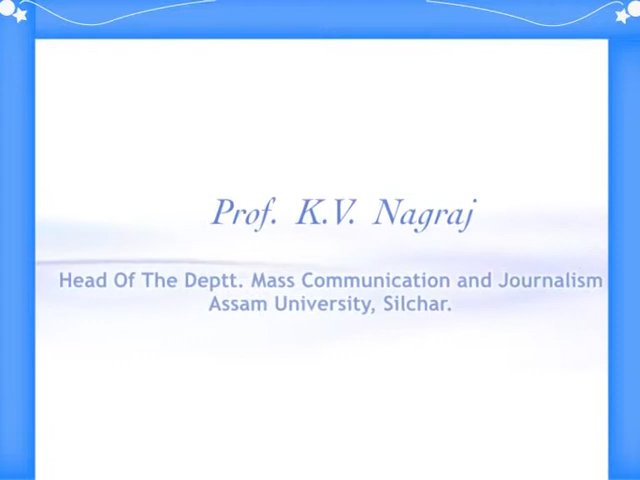 Prof. K.V. Nagraj
Head Of The Deptt. Mass Communication and Journalism
Assam University, Silchar.